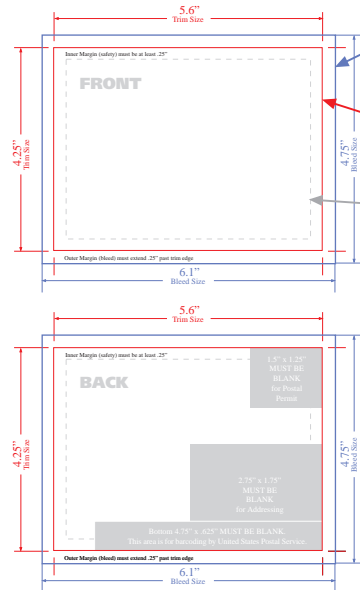 5.6”
Trim Size
Inner Margin (safety) must be at least .25"
FRONT
4.25”
Trim Size
4.75”
Bleed Size
Outer Margin (bleed) must extend .25" past trim edge
6.1”
Bleed Size
5.6”
Trim Size
Inner Margin (safety) must be at least .25"
1.5" x 1.25"
MUST BE
BLANK
for Postal
Permit
BACK
4.25”
Trim Size
4.75”
Bleed Size
2.75" x 1.75"
MUST BE
BLANK
for Addressing
Bottom 4.75" x .625" MUST BE BLANK.
This area is for barcoding by United States Postal Service.
Outer Margin (bleed) must extend .25" past trim edge
6.1”
Bleed Size